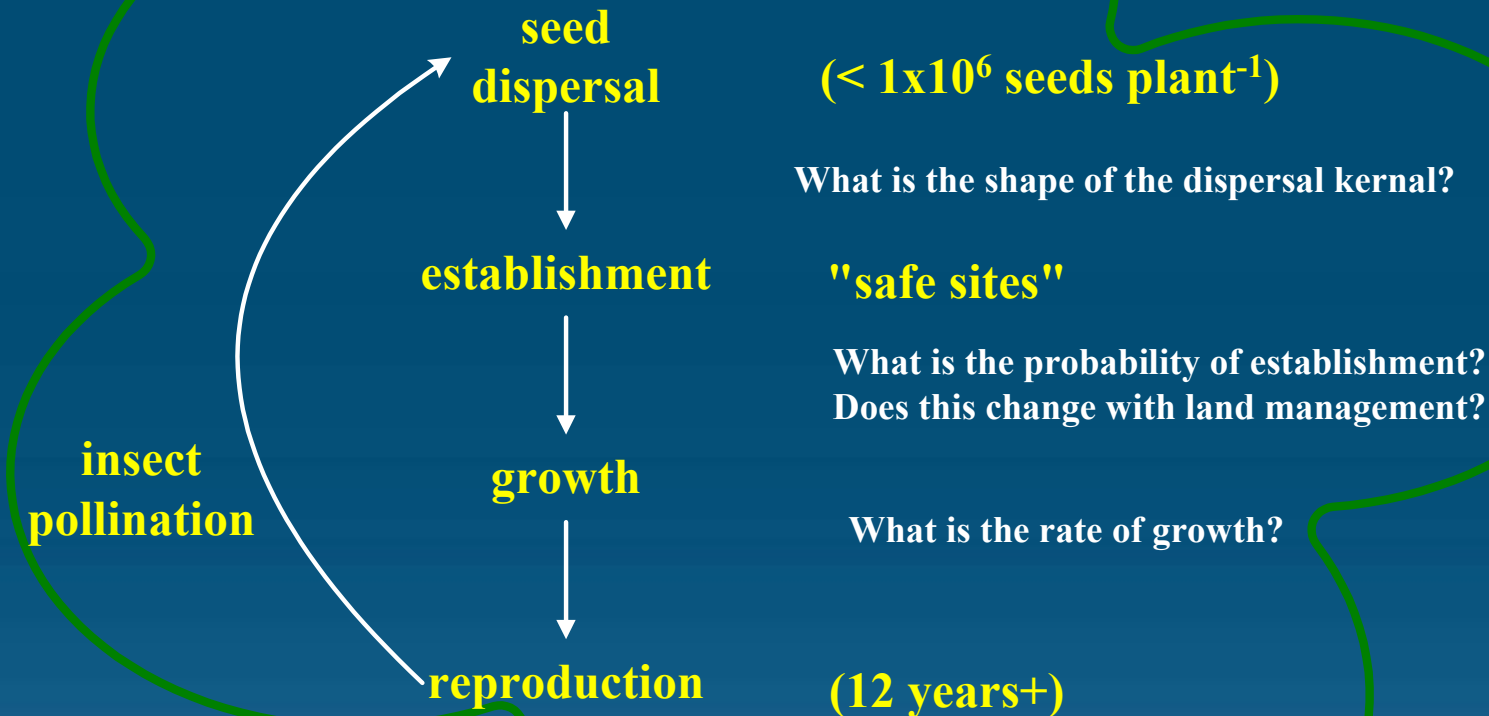 seed
dispersal
(< 1x10⁶ seeds plant⁻¹)
What is the shape of the dispersal kernal?
establishment
"safe sites"
What is the probability of establishment?
Does this change with land management?
insect
pollination
growth
What is the rate of growth?
reproduction
(12 years+)